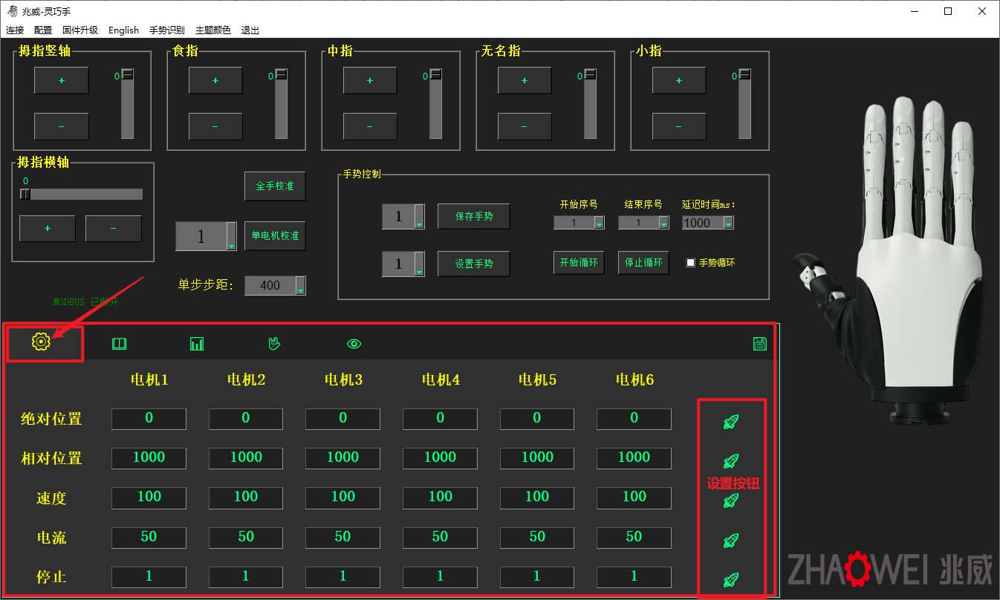 兆威-灵巧手
连接 配置 固件升级 English 手势识别 主题颜色 退出
拇指竖轴 食指 中指 无名指 小指
+ 0 + 0 + 0 + 0 + 0
- - - - -
拇指横轴
0
+ -
全手校准
1 单电机校准
单步步距: 400
MODBUS 已断开
手势控制
1 保存手势
1 设置手势
开始序号 结束序号 延迟时间ms:
1 1 1000
开始循环 停止循环 手势循环
电机1 电机2 电机3 电机4 电机5 电机6
绝对位置 0 0 0 0 0 0
相对位置 1000 1000 1000 1000 1000 1000
设置按钮
速度 100 100 100 100 100 100
电流 50 50 50 50 50 50
停止 1 1 1 1 1 1
ZHAOWEI 兆威